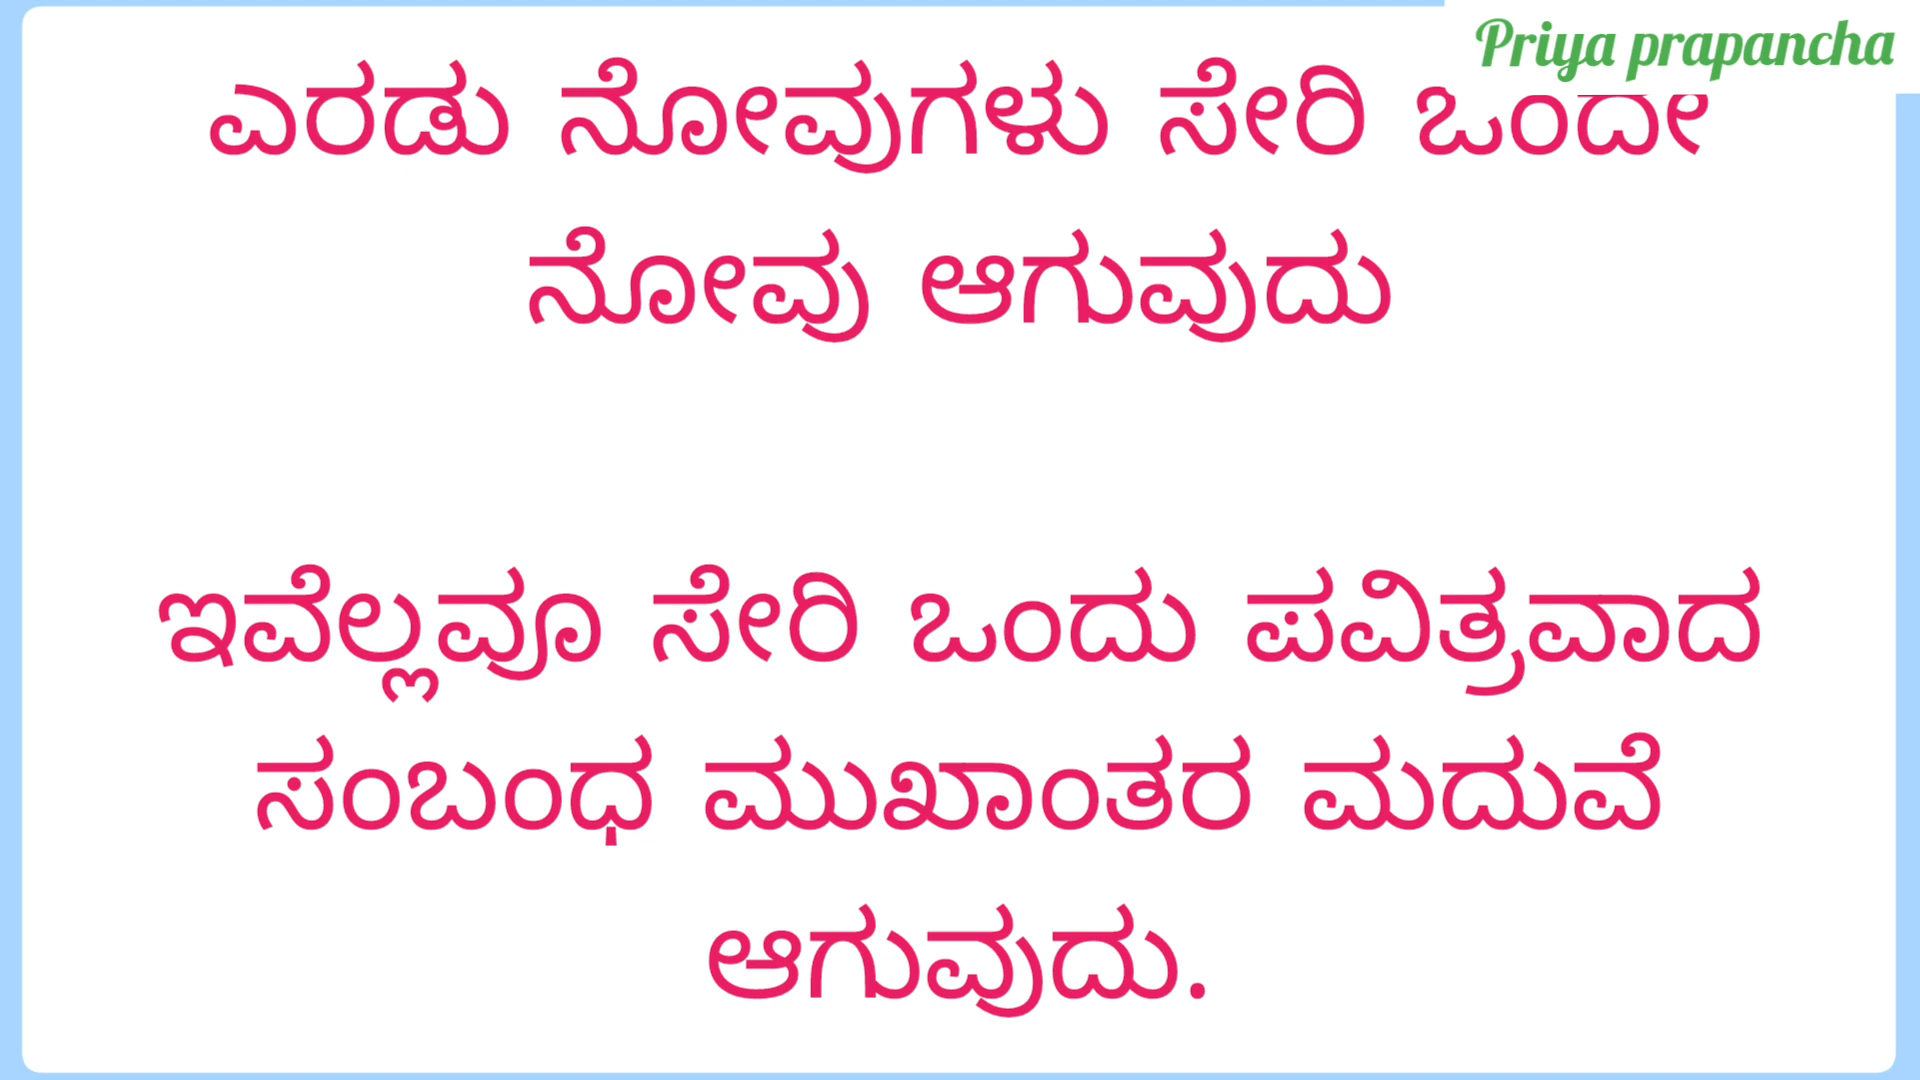 Priya prapancha
ಎರಡು ನೋವುಗಳು ಸೇರಿ ಒಂದೇ
ನೋವು ಆಗುವುದು
ಇವೆಲ್ಲವೂ ಸೇರಿ ಒಂದು ಪವಿತ್ರವಾದ
ಸಂಬಂಧ ಮುಖಾಂತರ ಮದುವೆ
ಆಗುವುದು.